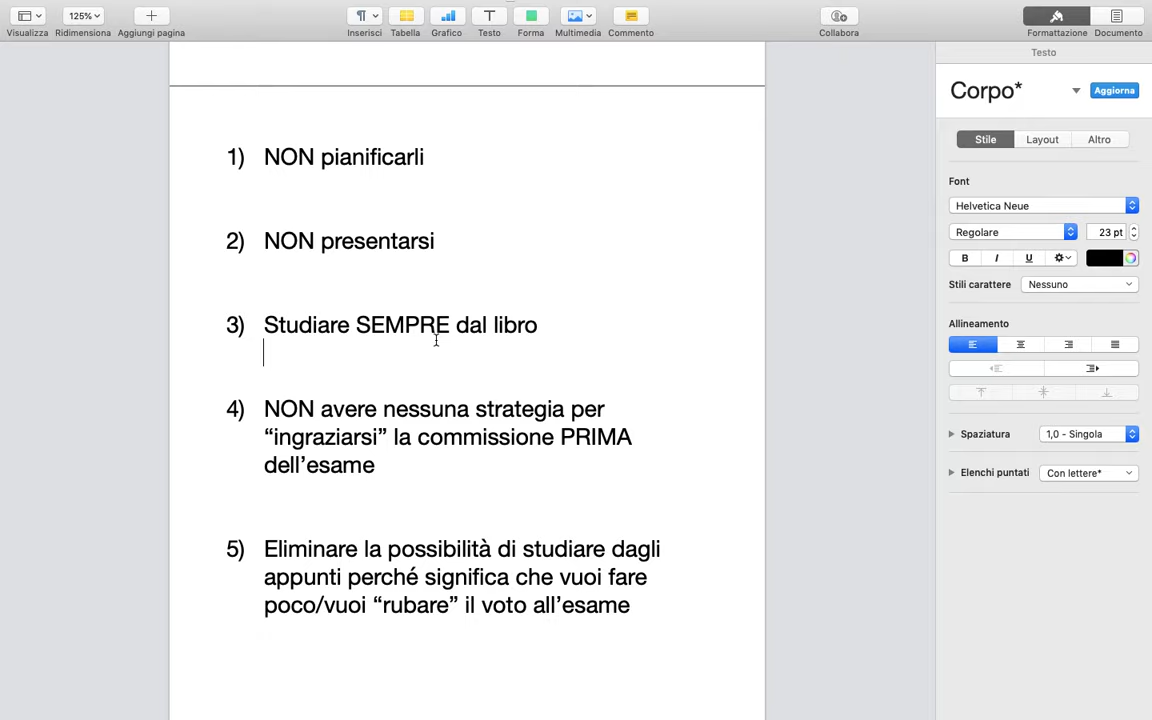 125%
Visualizza
Ridimensiona
Aggiungi pagina
Inserisci
Tabella
Grafico
Testo
Forma
Multimedia
Commento
Collabora
Formattazione
Documento
Testo
Corpo*
Aggiorna
Stile
Layout
Altro
Font
Helvetica Neue
Regolare
23 pt
B I U
Stili carattere
Nessuno
Allineamento
Spaziatura
1,0 - Singola
Elenchi puntati
Con lettere*
1) NON pianificarli
2) NON presentarsi
3) Studiare SEMPRE dal libro
4) NON avere nessuna strategia per
“ingraziarsi” la commissione PRIMA
dell’esame
5) Eliminare la possibilità di studiare dagli
appunti perché significa che vuoi fare
poco/vuoi “rubare” il voto all’esame